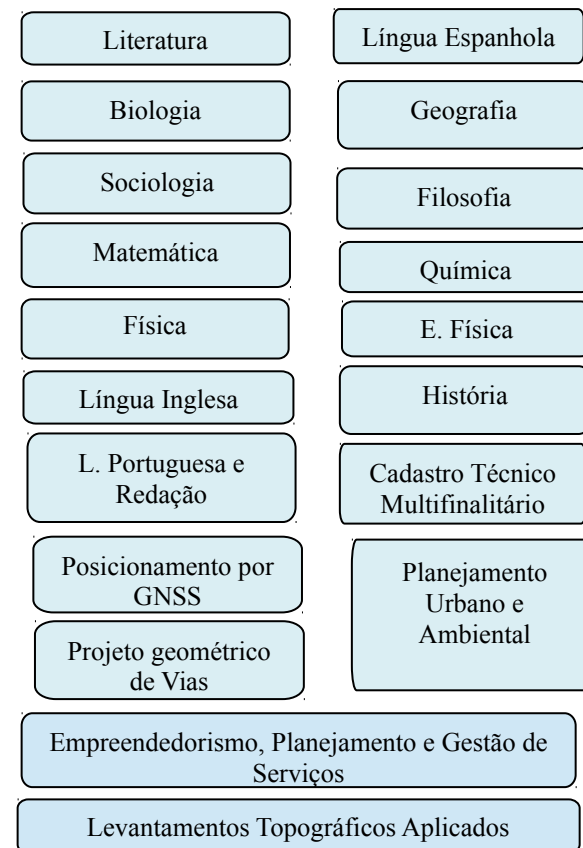 Literatura
Língua Espanhola
Biologia
Geografia
Sociologia
Filosofia
Matemática
Química
Física
E. Física
Língua Inglesa
História
L. Portuguesa e
Redação
Cadastro Técnico
Multifinalitário
Posicionamento por
GNSS
Planejamento
Urbano e
Ambiental
Projeto geométrico
de Vias
Empreendedorismo, Planejamento e Gestão de
Serviços
Levantamentos Topográficos Aplicados